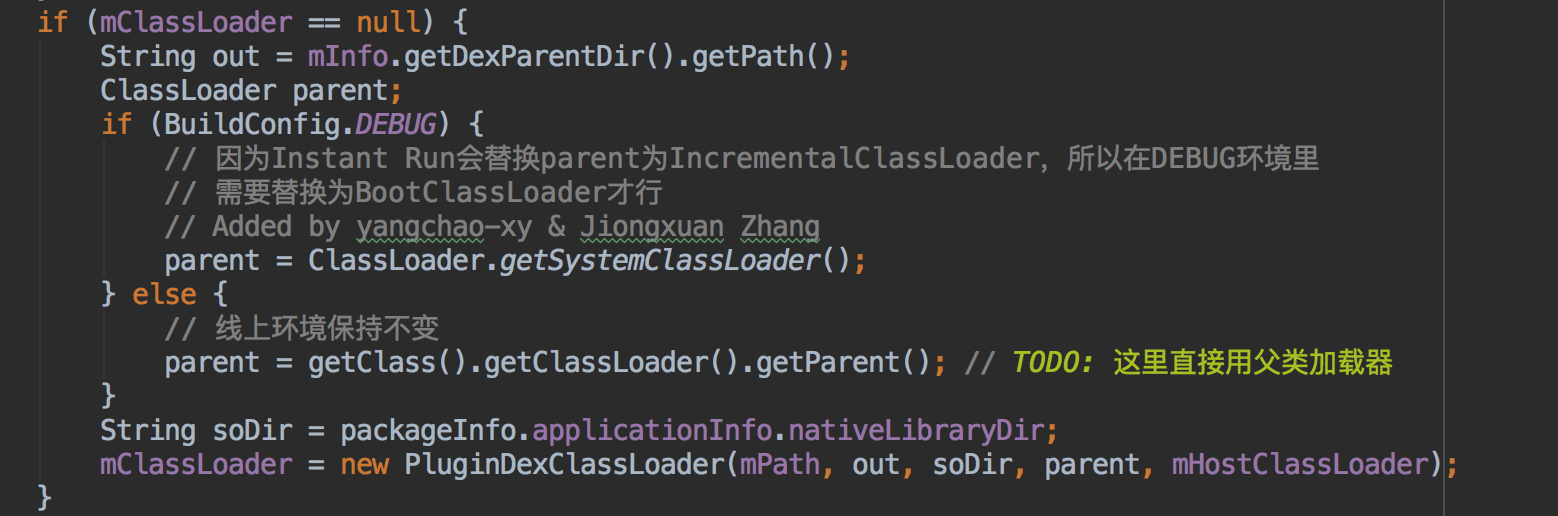 if (mClassLoader == null) {
String out = mInfo.getDexParentDir().getPath();
ClassLoader parent;
if (BuildConfig.DEBUG) {
// 因为Instant Run会替换parent为IncrementalClassLoader，所以在DEBUG环境里
// 需要替换为BootClassLoader才行
// Added by yangchao-xy & Jiongxuan Zhang
parent = ClassLoader.getSystemClassLoader();
} else {
// 线上环境保持不变
parent = getClass().getClassLoader().getParent(); // TODO: 这里直接用父类加载器
}
String soDir = packageInfo.applicationInfo.nativeLibraryDir;
mClassLoader = new PluginDexClassLoader(mPath, out, soDir, parent, mHostClassLoader);
}